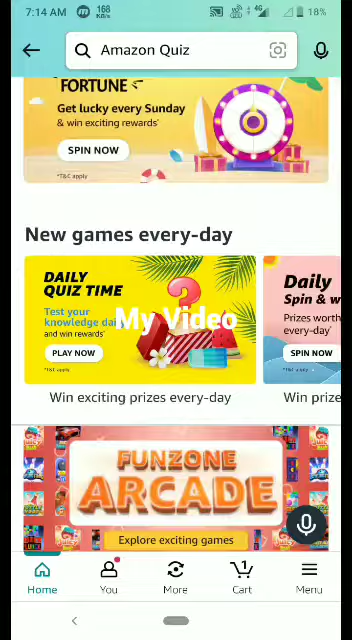 7:14 AM
168
KB/s
4G
18%
Amazon Quiz
FORTUNE
Get lucky every Sunday
& win exciting rewards*
SPIN NOW
*T&C apply
New games every-day
DAILY
QUIZ TIME
Test your
knowledge daily
and win rewards*
PLAY NOW
*T&C apply
My Video
Daily
Spin & w
Prizes worth
every-day*
SPIN NOW
*T&C apply
Win exciting prizes every-day
Win prize
FUNZONE
ARCADE
Explore exciting games
Home
You
More
1
Cart
Menu